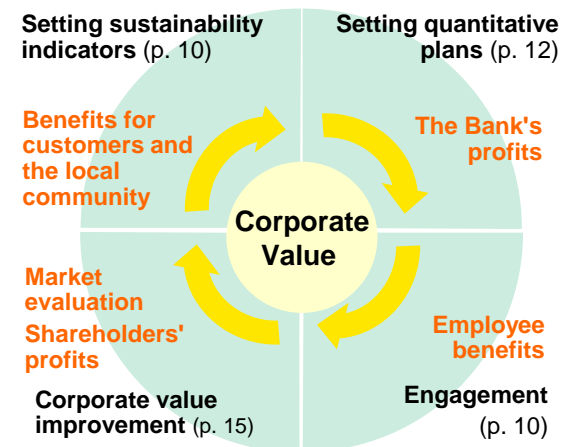 Setting sustainability
indicators (p. 10)
Setting quantitative
plans (p. 12)
Benefits for
customers and
the local
community
The Bank's
profits
Corporate
Value
Market
evaluation
Shareholders'
profits
Employee
benefits
Corporate value
improvement (p. 15)
Engagement
(p. 10)